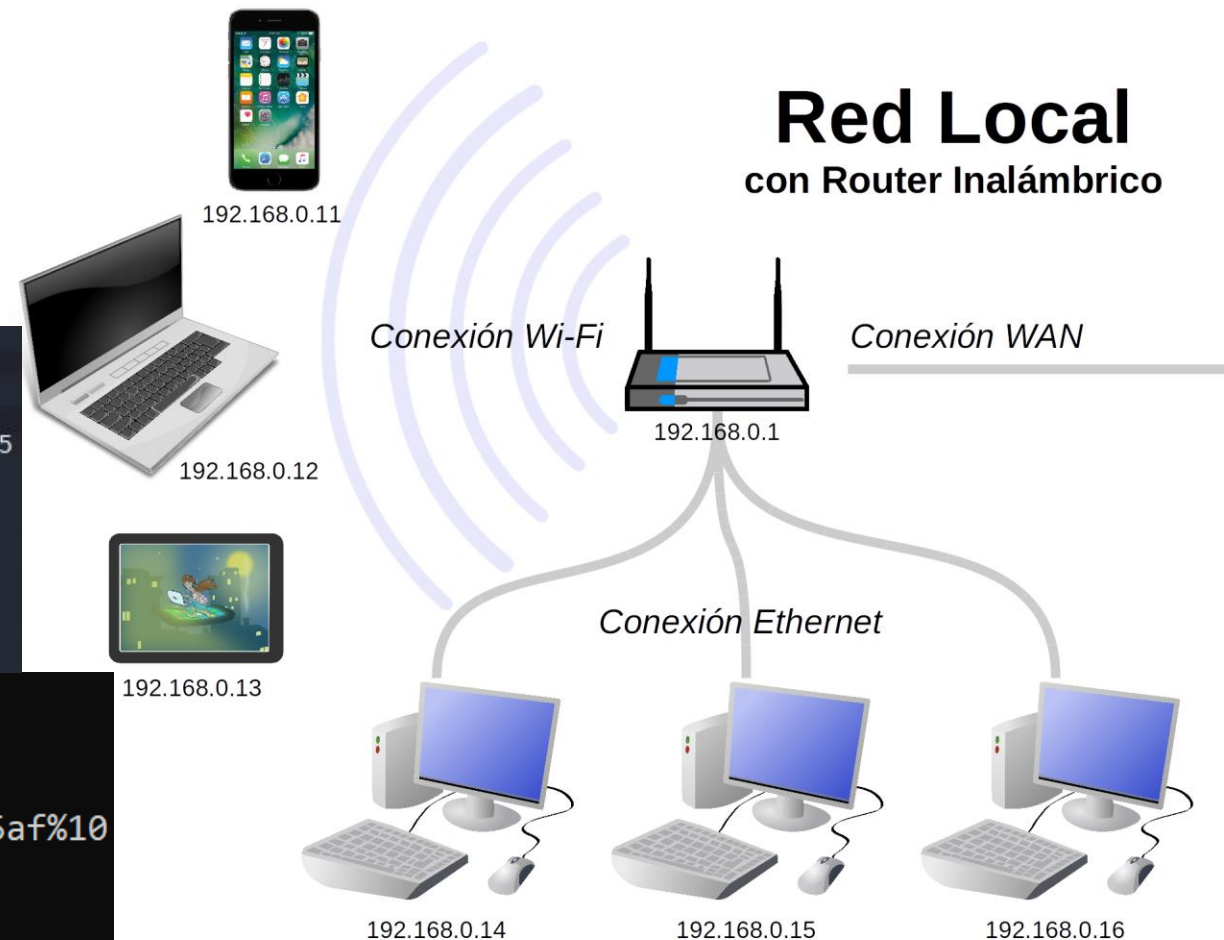 Red Local
con Router Inalámbrico
192.168.0.11
Conexión Wi-Fi
Conexión WAN
192.168.0.1
5
192.168.0.12
Conexión Ethernet
192.168.0.13
5af%10
192.168.0.14
192.168.0.15
192.168.0.16